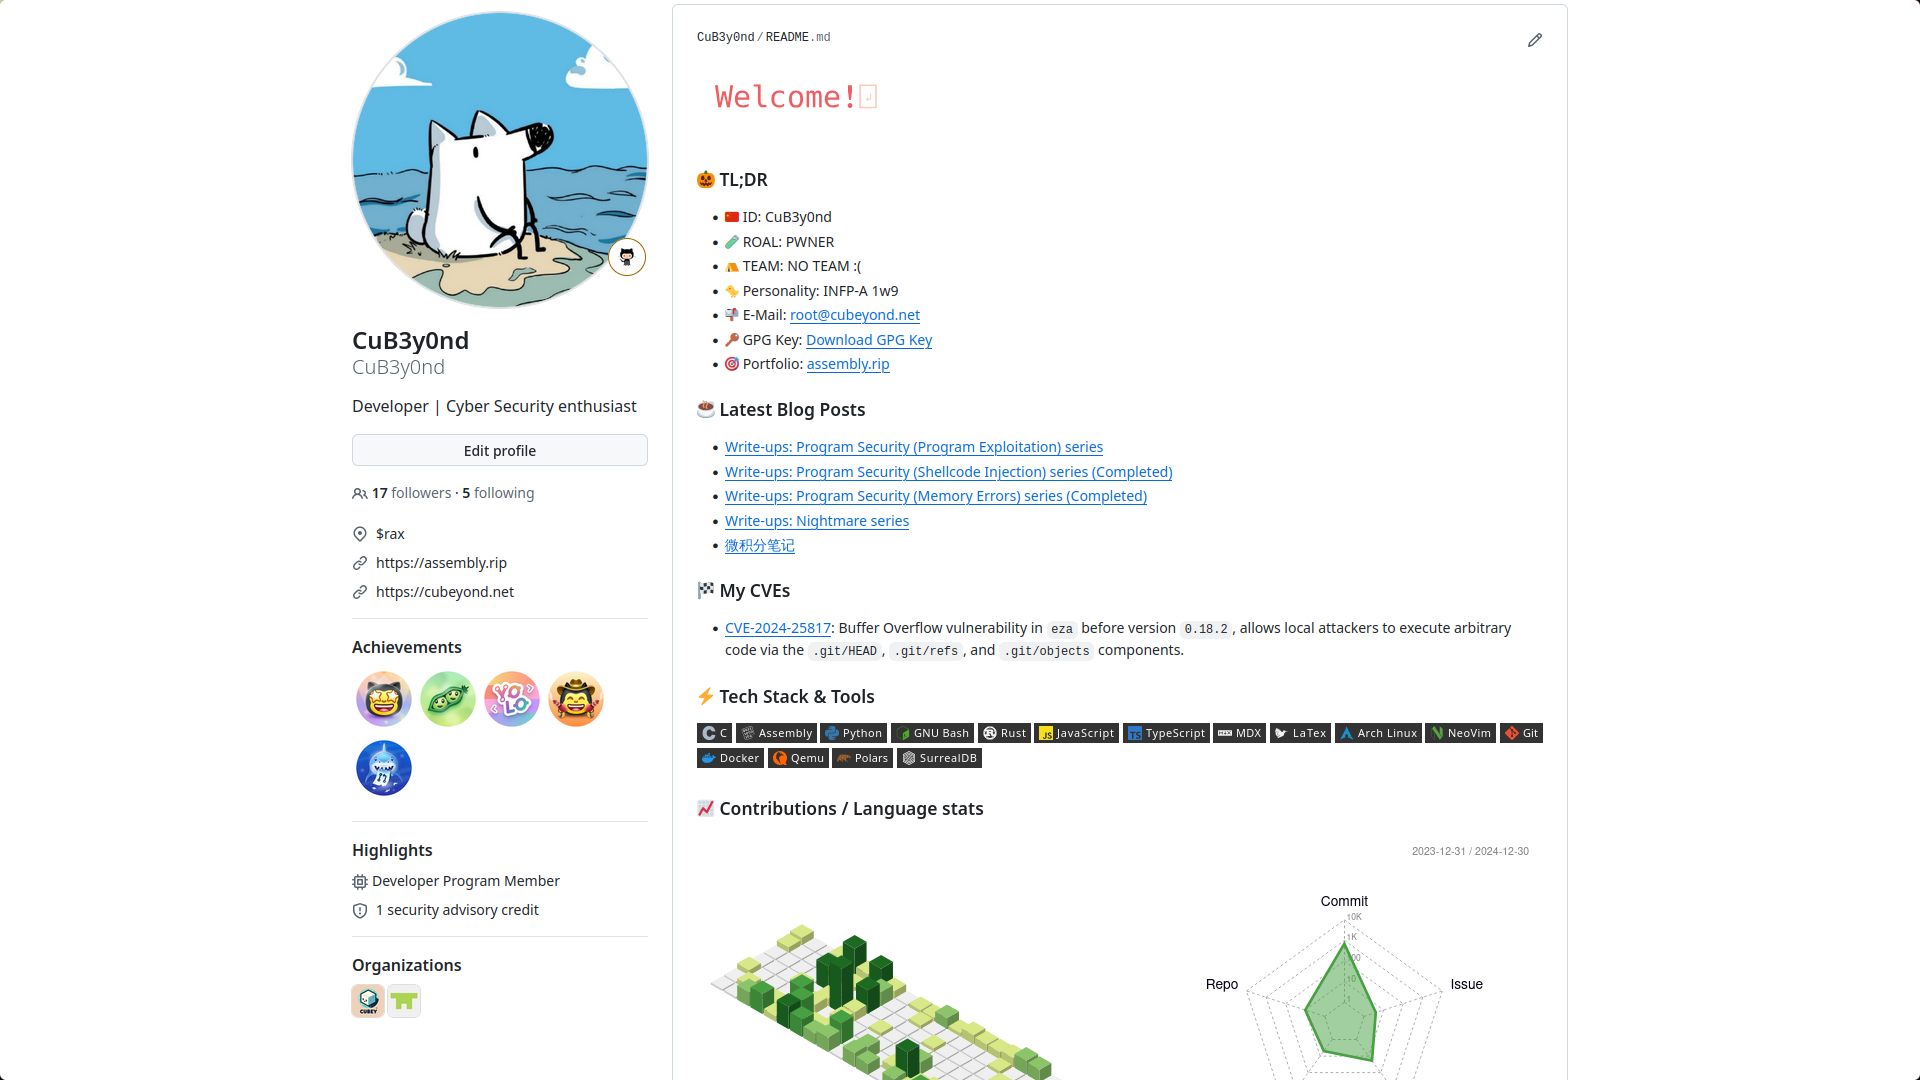 CuB3y0nd
CuB3y0nd
Developer | Cyber Security enthusiast
Edit profile
17 followers · 5 following
$rax
https://assembly.rip
https://cubeyond.net
Achievements
YOLO
Highlights
Developer Program Member
1 security advisory credit
Organizations
CUBEY
CuB3y0nd/README.md
Welcome!
TL;DR
ID: CuB3y0nd
ROAL: PWNER
TEAM: NO TEAM :(
Personality: INFP-A 1w9
E-Mail: root@cubeyond.net
GPG Key: Download GPG Key
Portfolio: assembly.rip
Latest Blog Posts
Write-ups: Program Security (Program Exploitation) series
Write-ups: Program Security (Shellcode Injection) series (Completed)
Write-ups: Program Security (Memory Errors) series (Completed)
Write-ups: Nightmare series
微积分笔记
My CVEs
CVE-2024-25817: Buffer Overflow vulnerability in eza before version 0.18.2, allows local attackers to execute arbitrary
code via the .git/HEAD, .git/refs, and .git/objects components.
Tech Stack & Tools
C Assembly Python GNU Bash Rust JavaScript TypeScript MDX LaTex Arch Linux NeoVim Git
Docker Qemu Polars SurrealDB
Contributions / Language stats
2023-12-31 / 2024-12-30
Commit
10K
1K
10
1
Repo
Issue